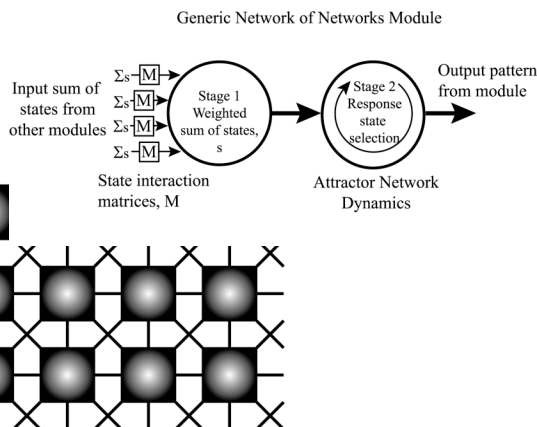 Generic Network of Networks Module
Input sum of
states from
other modules
Σs
M
Σs
M
Σs
M
Σs
M
Stage 1
Weighted
sum of states,
s
Stage 2
Response
state
selection
Output pattern
from module
State interaction
matrices, M
Attractor Network
Dynamics